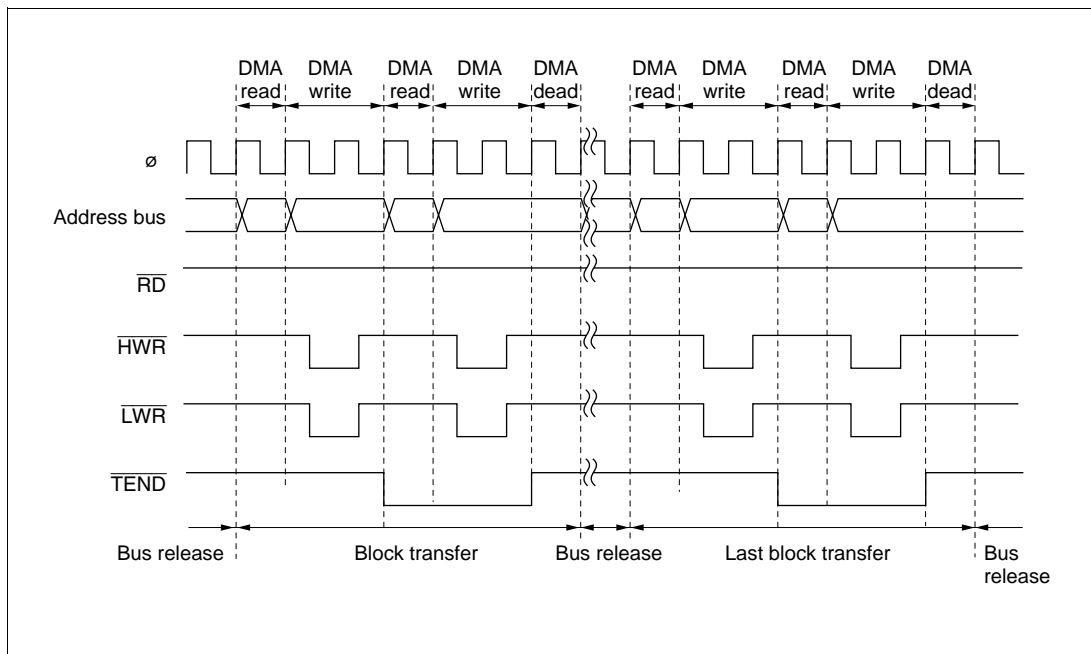 DMA DMA DMA DMA DMA DMA DMA DMA DMA DMA
read write read write dead read write read write dead
ø
Address bus
RD
HWR
LWR
TEND
Bus release Block transfer Bus release Last block transfer Bus
release